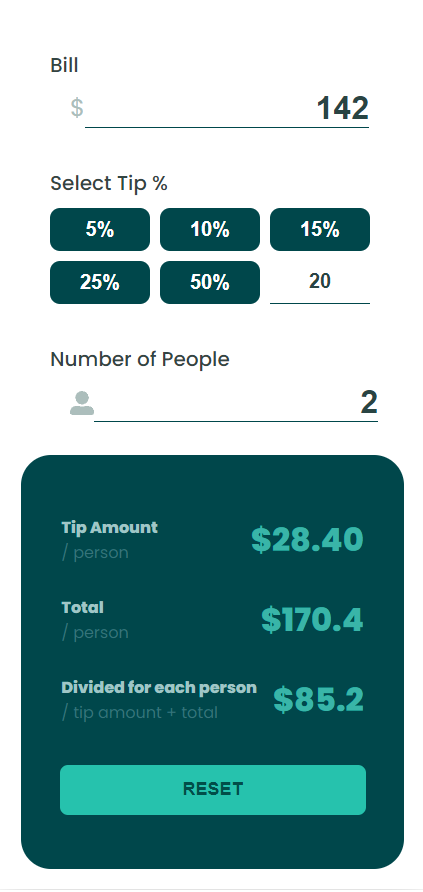 Bill
$ 142
Select Tip %
5% 10% 15%
25% 50% 20
Number of People
2
Tip Amount
/ person
$28.40
Total
/ person
$170.4
Divided for each person
/ tip amount + total
$85.2
RESET